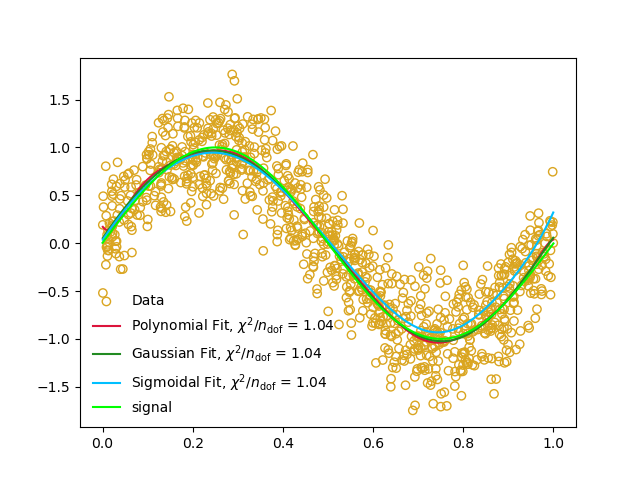 1.5
1.0
0.5
0.0
−0.5
−1.0
−1.5
Data
Polynomial Fit, χ²/n_dof = 1.04
Gaussian Fit, χ²/n_dof = 1.04
Sigmoidal Fit, χ²/n_dof = 1.04
signal
0.0 0.2 0.4 0.6 0.8 1.0